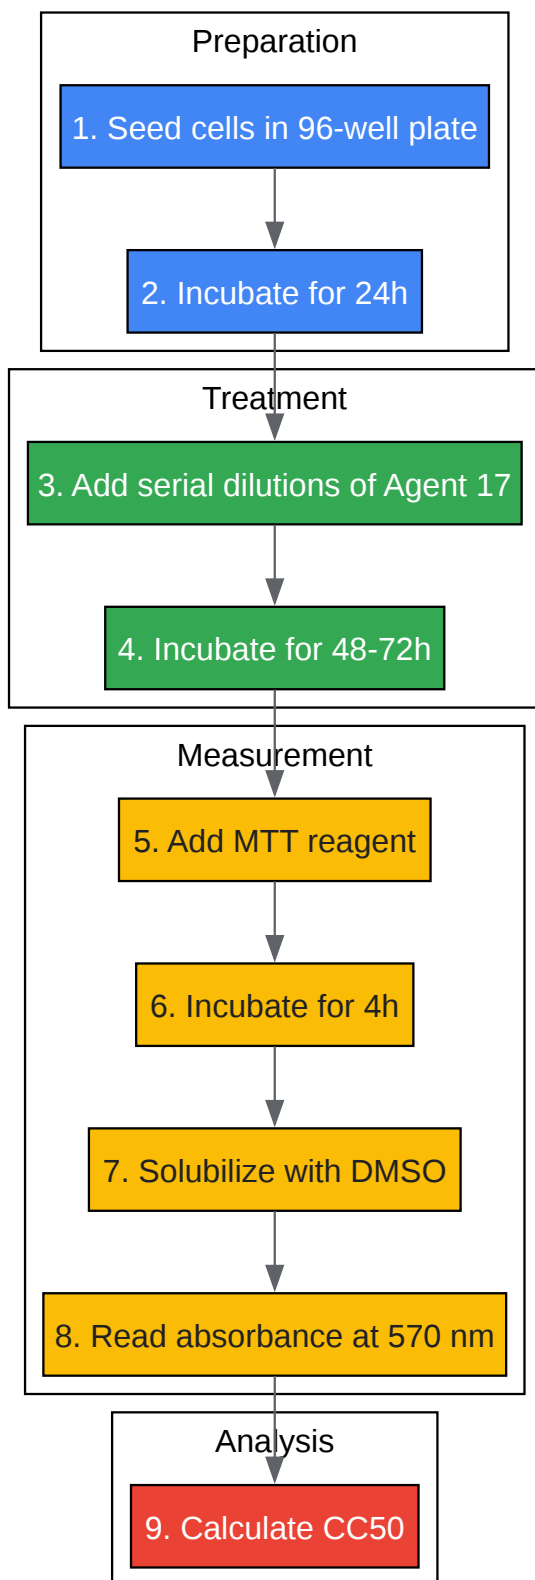 Preparation
1. Seed cells in 96-well plate
2. Incubate for 24h
Treatment
3. Add serial dilutions of Agent 17
4. Incubate for 48-72h
Measurement
5. Add MTT reagent
6. Incubate for 4h
7. Solubilize with DMSO
8. Read absorbance at 570 nm
Analysis
9. Calculate CC50